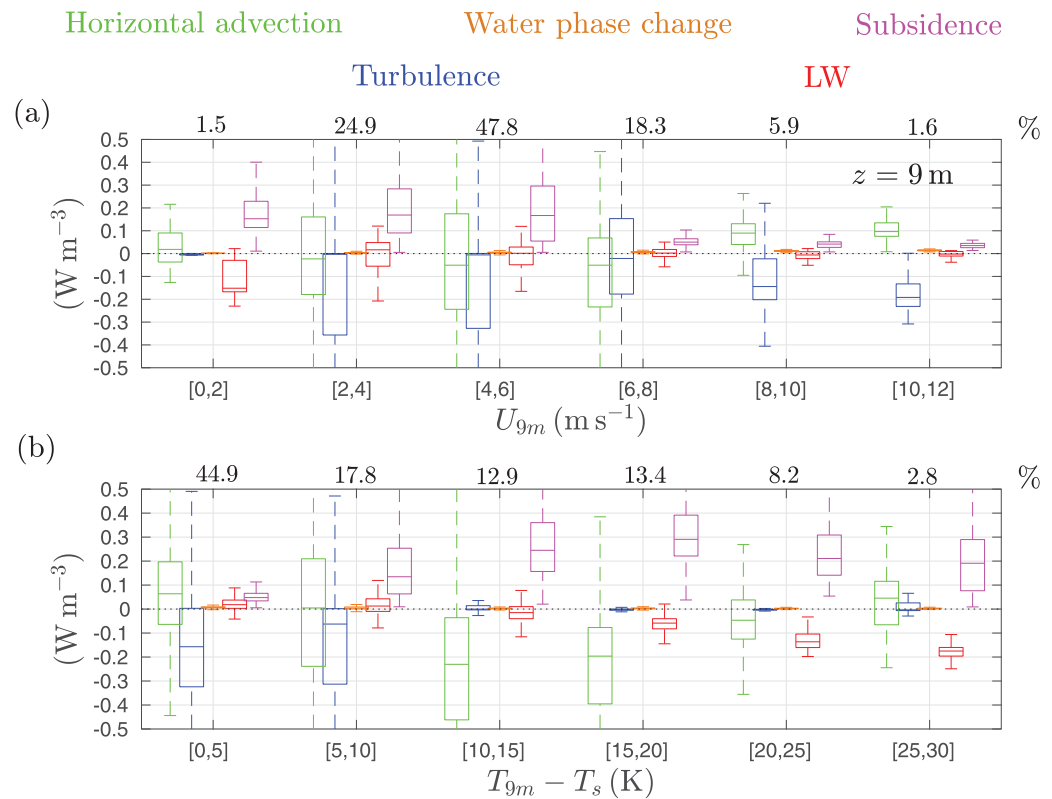 Horizontal advection Water phase change Subsidence
Turbulence LW
(a)
1.5 24.9 47.8 18.3 5.9 1.6 %
0.5
0.4
0.3
z = 9 m
0.2
0.1
0
-0.1
-0.2
-0.3
-0.4
-0.5
(W m⁻³)
[0,2] [2,4] [4,6] [6,8] [8,10] [10,12]
U₉ₘ (m s⁻¹)
(b)
44.9 17.8 12.9 13.4 8.2 2.8 %
0.5
0.4
0.3
0.2
0.1
0
-0.1
-0.2
-0.3
-0.4
-0.5
(W m⁻³)
[0,5] [5,10] [10,15] [15,20] [20,25] [25,30]
T₉ₘ − Tₛ (K)